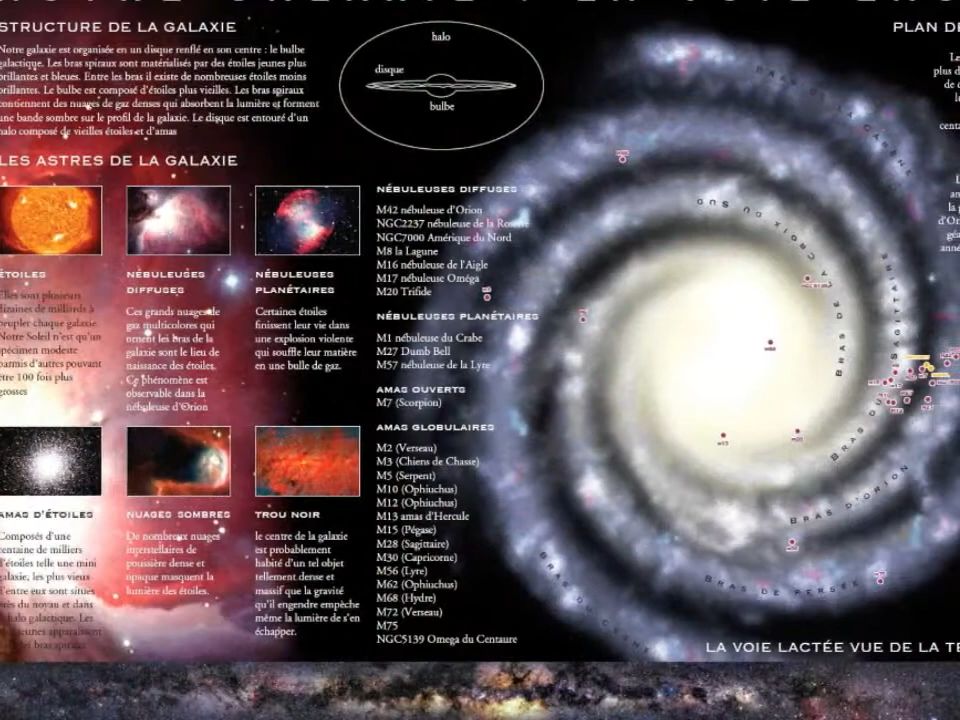 STRUCTURE DE LA GALAXIE
Notre galaxie est organisée en un disque renflé en son centre : le bulbe
galactique. Les bras spiraux sont matérialisés par des étoiles jeunes plus
brillantes et bleues. Entre les bras il existe de nombreuses étoiles moins
brillantes. Le bulbe est composé d'étoiles plus vieilles. Les bras spiraux
contiennent des nuages de gaz denses qui absorbent la lumière et forment
une bande sombre sur le profil de la galaxie. Le disque est entouré d'un
halo composé de vieilles étoiles et d'amas
halo
disque
bulbe
PLAN DE
LES ASTRES DE LA GALAXIE
ÉTOILES
Elles sont plusieurs
dizaines de milliards à
peupler chaque galaxie.
Notre Soleil n'est qu'un
spécimen modeste
parmis d'autres pouvant
être 100 fois plus
grosses
NÉBULEUSES
DIFFUSES
Ces grands nuages de
gaz multicolores qui
ornent les bras de la
galaxie sont le lieu de
naissance des étoiles.
Ce phénomène est
observable dans la
nébuleuse d'Orion
NÉBULEUSES
PLANÉTAIRES
Certaines étoiles
finissent leur vie dans
une explosion violente
qui souffle leur matière
en une bulle de gaz.
AMAS D'ÉTOILES
Composés d'une
centaine de milliers
d'étoiles telle une mini
galaxie, les plus vieux
d'entre eux sont situés
près du noyau et dans
halo galactique. Les
jeunes apparaissent
bras spiraux
NUAGES SOMBRES
De nombreux nuages
interstellaires de
poussière dense et
opaque masquent la
lumière des étoiles.
TROU NOIR
le centre de la galaxie
est probablement
habité d'un tel objet
tellement dense et
massif que la gravité
qu'il engendre empêche
même la lumière de s'en
échapper.
NÉBULEUSES DIFFUSES
M42 nébuleuse d'Orion
NGC2237 nébuleuse de la Rosette
NGC7000 Amérique du Nord
M8 la Lagune
M16 nébuleuse de l'Aigle
M17 nébuleuse Oméga
M20 Trifide
NÉBULEUSES PLANÉTAIRES
M1 nébuleuse du Crabe
M27 Dumb Bell
M57 nébuleuse de la Lyre
AMAS OUVERTS
M7 (Scorpion)
AMAS GLOBULAIRES
M2 (Verseau)
M3 (Chiens de Chasse)
M5 (Serpent)
M10 (Ophiuchus)
M12 (Ophiuchus)
M13 amas d'Hercule
M15 (Pégase)
M28 (Sagittaire)
M30 (Capricorne)
M56 (Lyre)
M62 (Ophiuchus)
M68 (Hydre)
M72 (Verseau)
M75
NGC5139 Omega du Centaure
BRAS DE LA CROIX DU SUD
BRAS DU SAGITTAIRE
BRAS D'ORION
BRAS DE PERSÉE
LA VOIE LACTÉE VUE DE LA TE